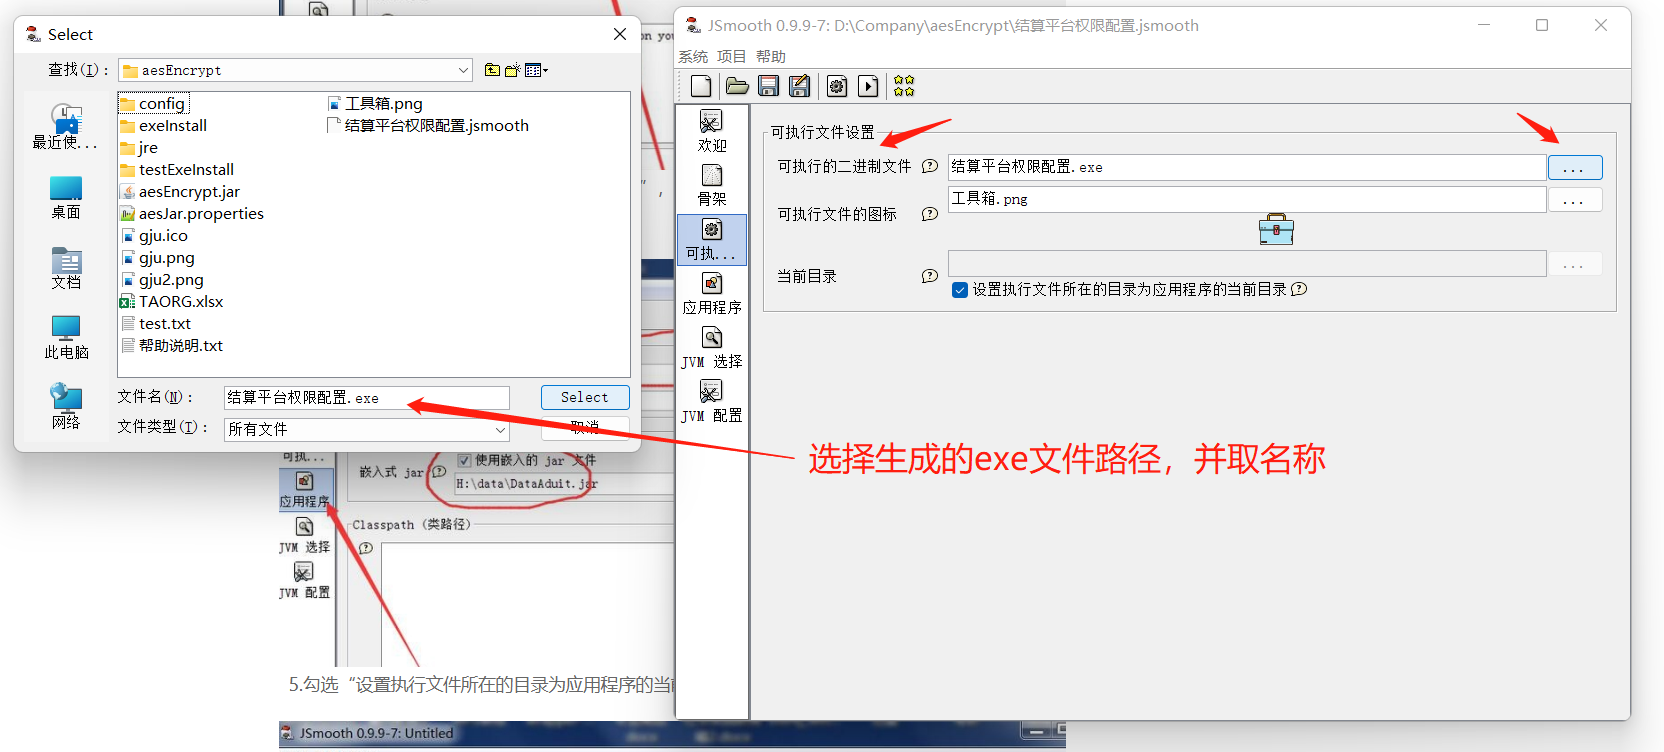 Select
查找(I)：
aesEncrypt
最近使...
桌面
文档
此电脑
网络
config
exeInstall
jre
testExeInstall
aesEncrypt.jar
aesJar.properties
gju.ico
gju.png
gju2.png
TAORG.xlsx
test.txt
帮助说明.txt
工具箱.png
结算平台权限配置.jsmooth
文件名(N)：
结算平台权限配置.exe
Select
文件类型(T)：
所有文件
取消
on you
JSmooth 0.9.9-7: D:\Company\aesEncrypt\结算平台权限配置.jsmooth
系统 项目 帮助
欢迎
骨架
可执...
应用程序
JVM 选择
JVM 配置
可执行文件设置
可执行的二进制文件
结算平台权限配置.exe
...
可执行文件的图标
工具箱.png
...
当前目录
...
设置执行文件所在的目录为应用程序的当前目录
选择生成的exe文件路径，并取名称
可执...
应用程序
JVM 选择
JVM 配置
嵌入式 jar
使用嵌入的 jar 文件
H:\data\DataAduit.jar
Classpath (类路径)
5.勾选“设置执行文件所在的目录为应用程序的当前
JSmooth 0.9.9-7: Untitled